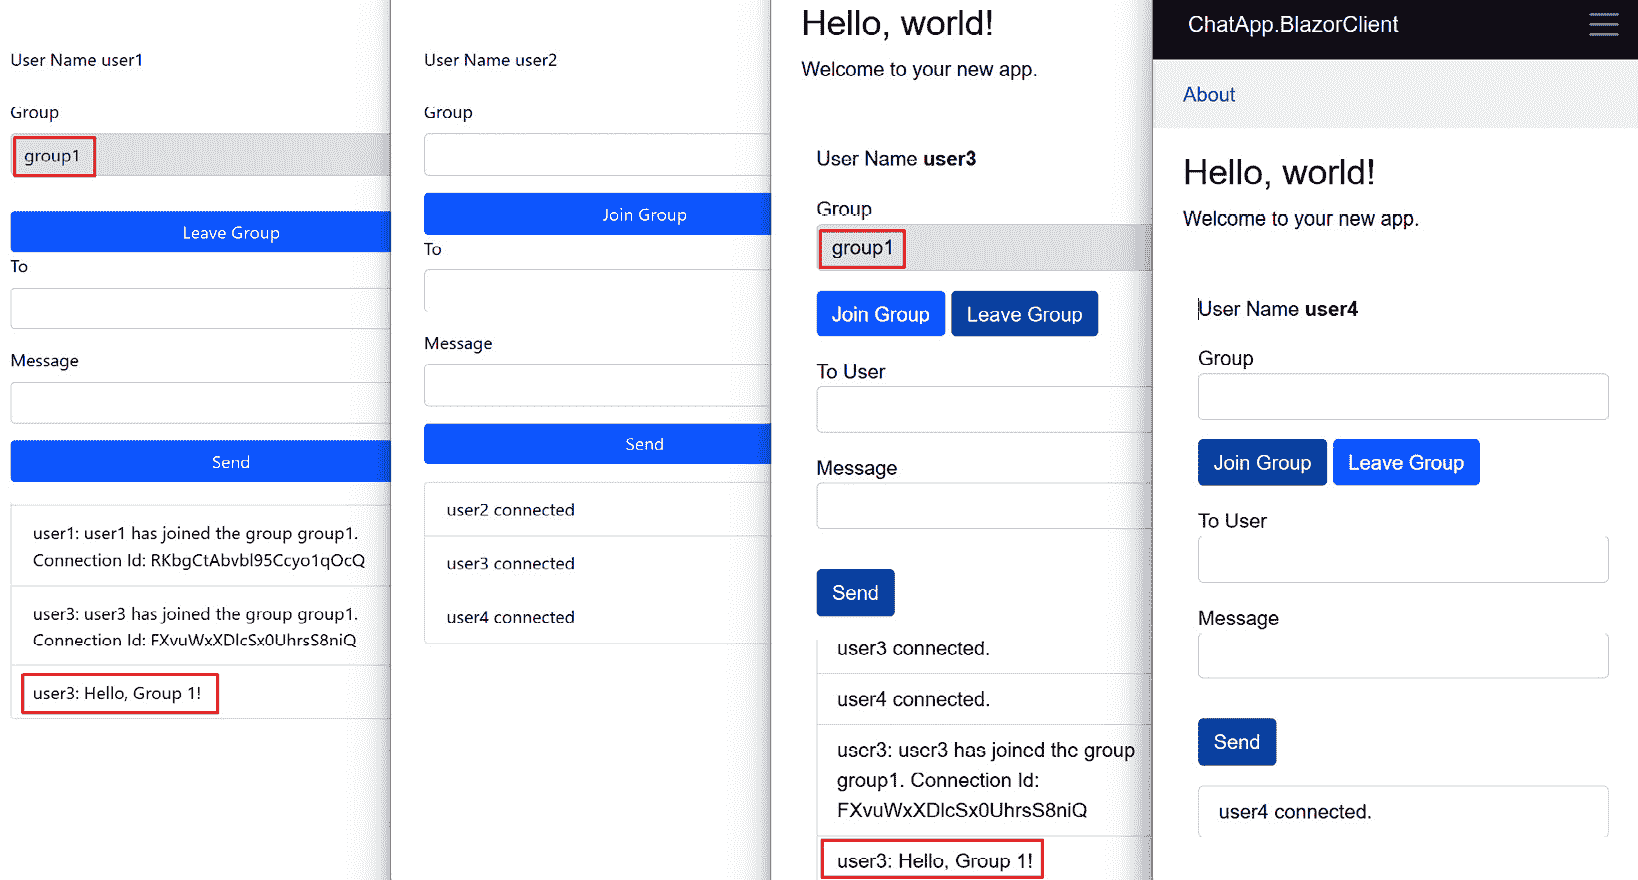 User Name user1
Group
group1
Leave Group
To
Message
Send
user1: user1 has joined the group group1.
Connection Id: RKbgCtAbvbl95Ccyo1qOcQ
user3: user3 has joined the group group1.
Connection Id: FXvuWxXDlcSx0UhrsS8niQ
user3: Hello, Group 1!
User Name user2
Group
Join Group
To
Message
Send
user2 connected
user3 connected
user4 connected
Hello, world!
Welcome to your new app.
User Name user3
Group
group1
Join Group Leave Group
To User
Message
Send
user3 connected.
user4 connected.
user3: user3 has joined the group
group1. Connection Id:
FXvuWxXDlcSx0UhrsS8niQ
user3: Hello, Group 1!
ChatApp.BlazorClient
About
Hello, world!
Welcome to your new app.
User Name user4
Group
Join Group Leave Group
To User
Message
Send
user4 connected.